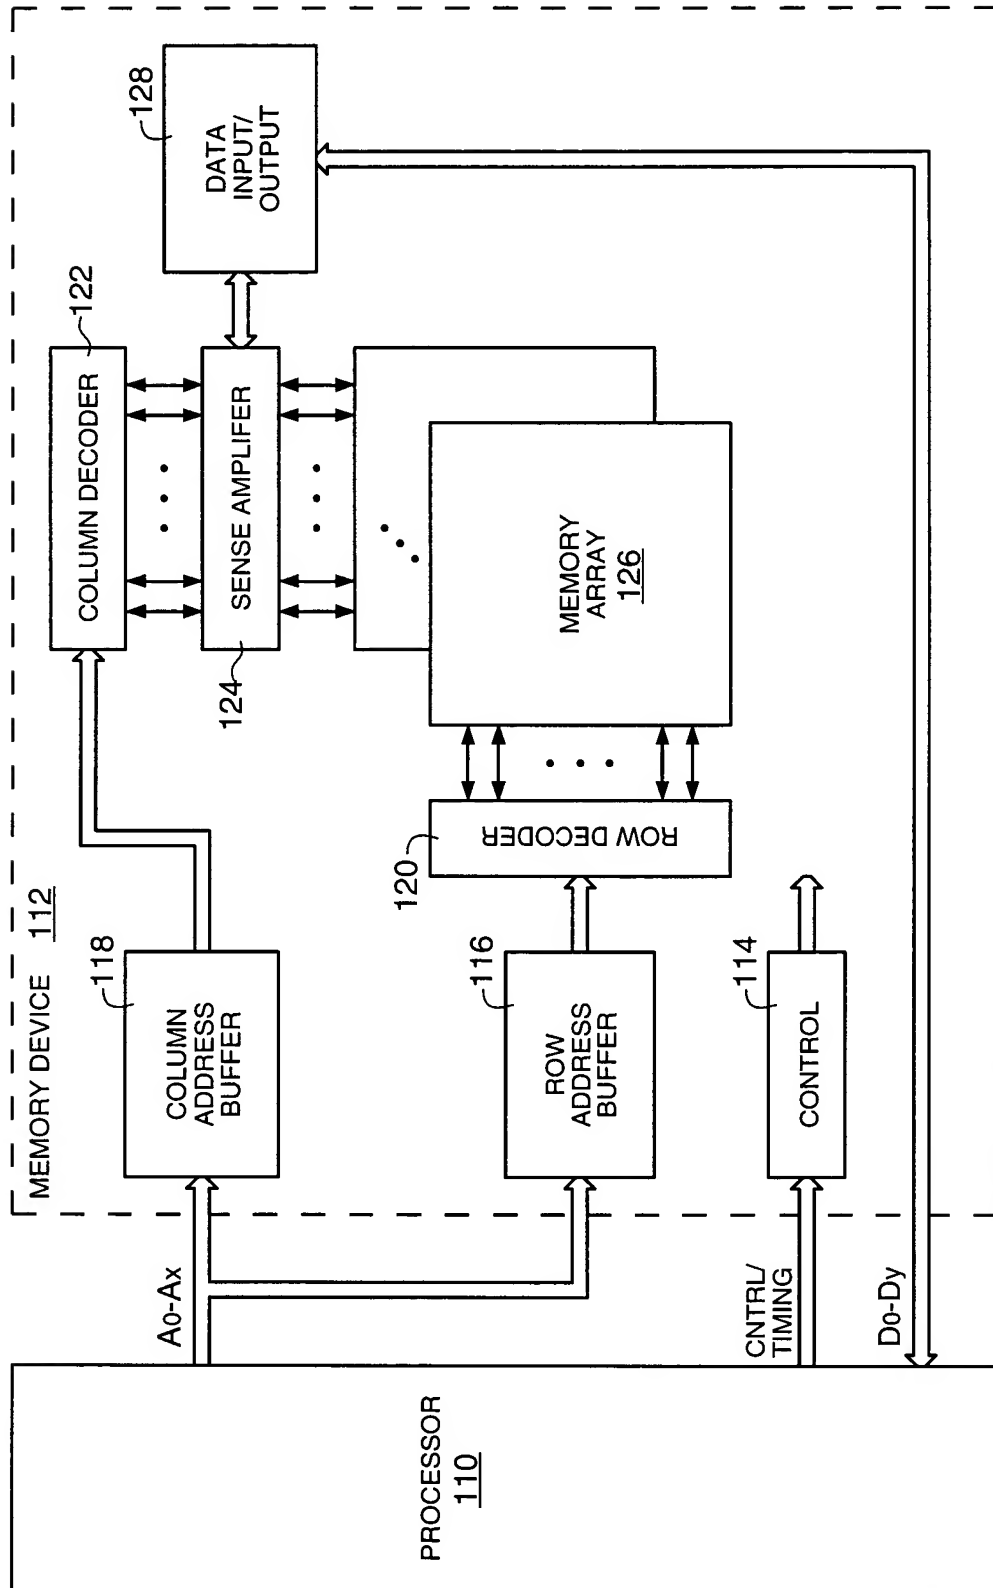 MEMORY DEVICE 112
PROCESSOR
110
A0-Ax
CNTRL/
TIMING
D0-Dy
118
COLUMN
ADDRESS
BUFFER
116
ROW
ADDRESS
BUFFER
114
CONTROL
120
ROW DECODER
122
COLUMN DECODER
124
SENSE AMPLIFER
MEMORY
ARRAY
126
128
DATA
INPUT/
OUTPUT